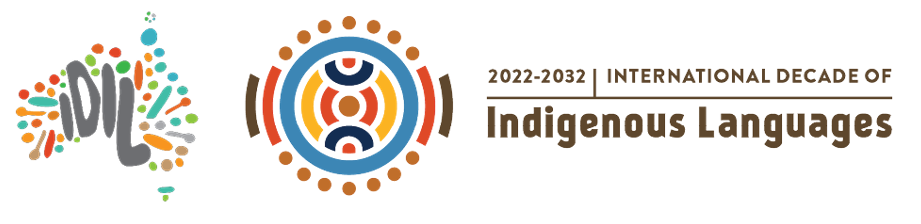 iDIL
2022-2032 | INTERNATIONAL DECADE OF
Indigenous Languages